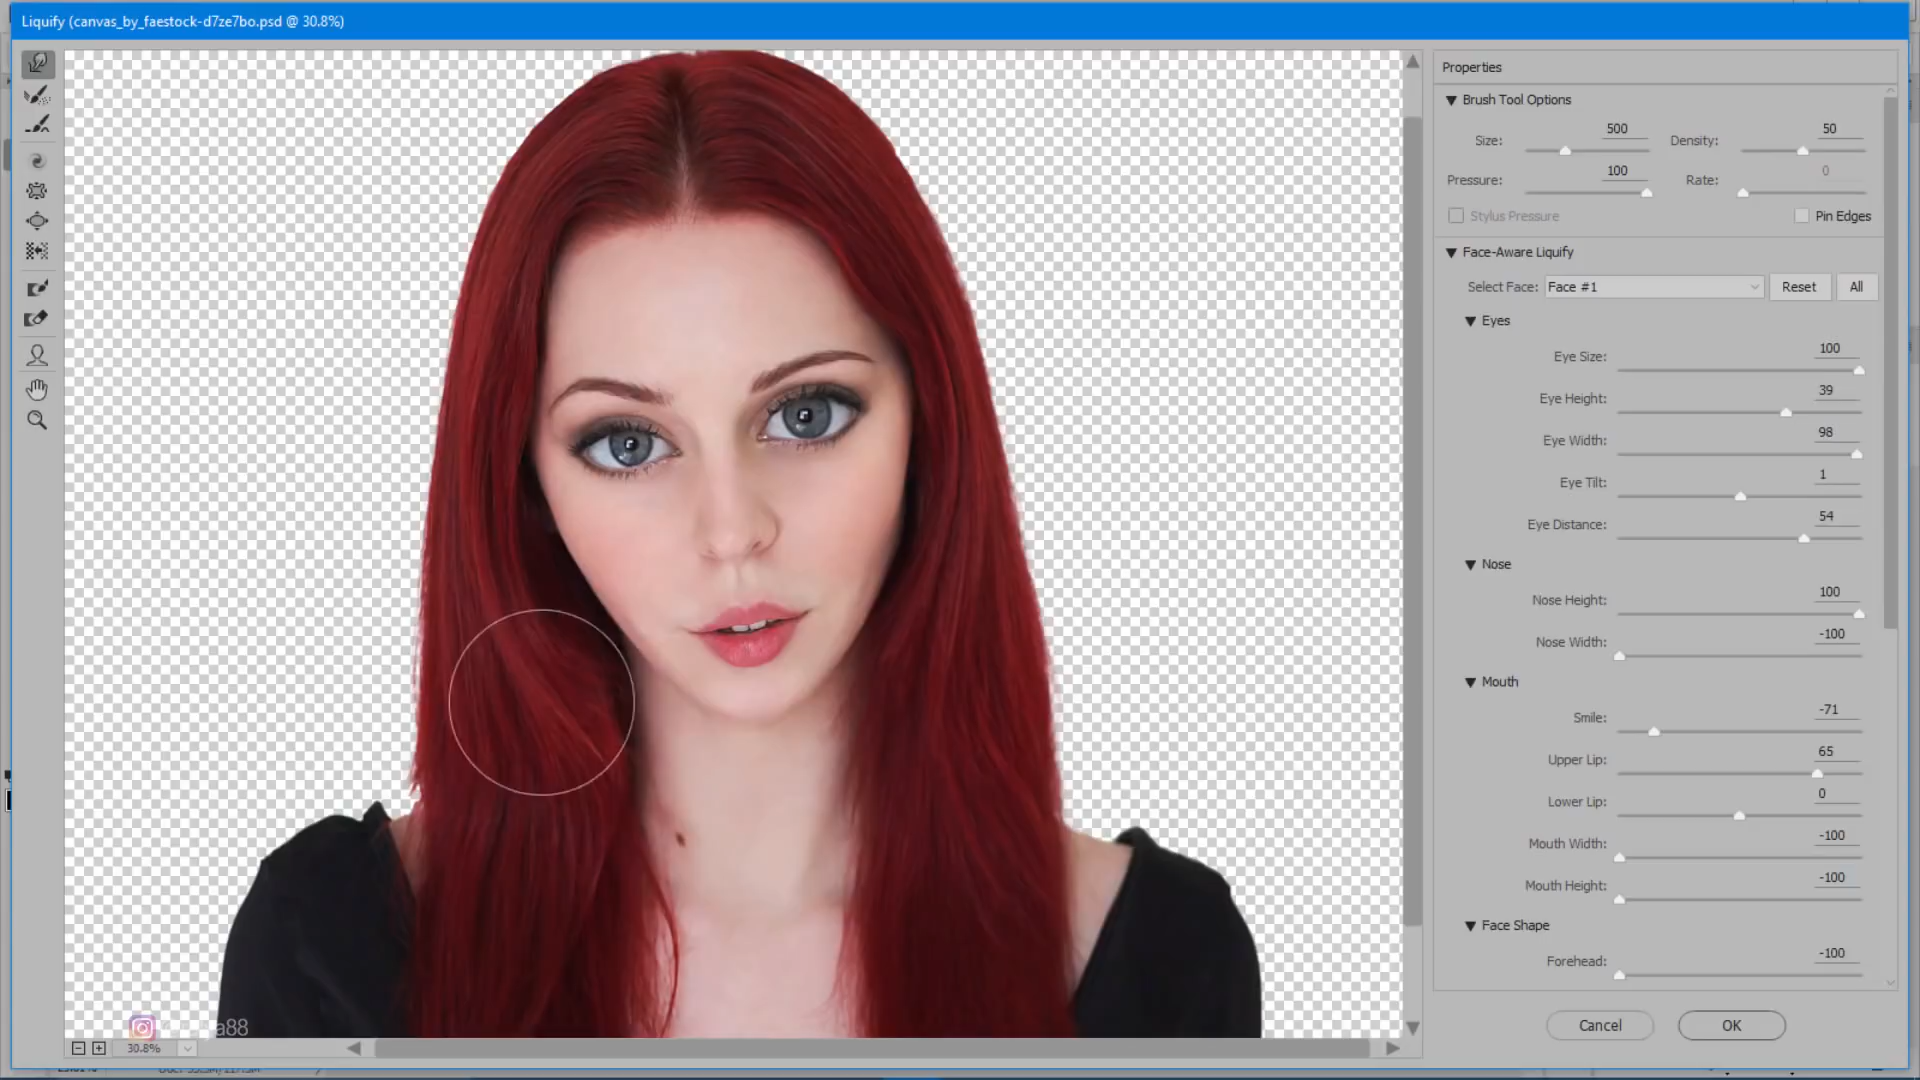 Liquify (canvas_by_faestock-d7ze7bo.psd @ 30.8%)
Properties
Brush Tool Options
Size: 500 Density: 50
Pressure: 100 Rate: 0
Stylus Pressure Pin Edges
Face-Aware Liquify
Select Face: Face #1 Reset All
Eyes
Eye Size: 100
Eye Height: 39
Eye Width: 98
Eye Tilt: 1
Eye Distance: 54
Nose
Nose Height: 100
Nose Width: -100
Mouth
Smile: -71
Upper Lip: 65
Lower Lip: 0
Mouth Width: -100
Mouth Height: -100
Face Shape
Forehead: -100
Cancel OK
30.8%